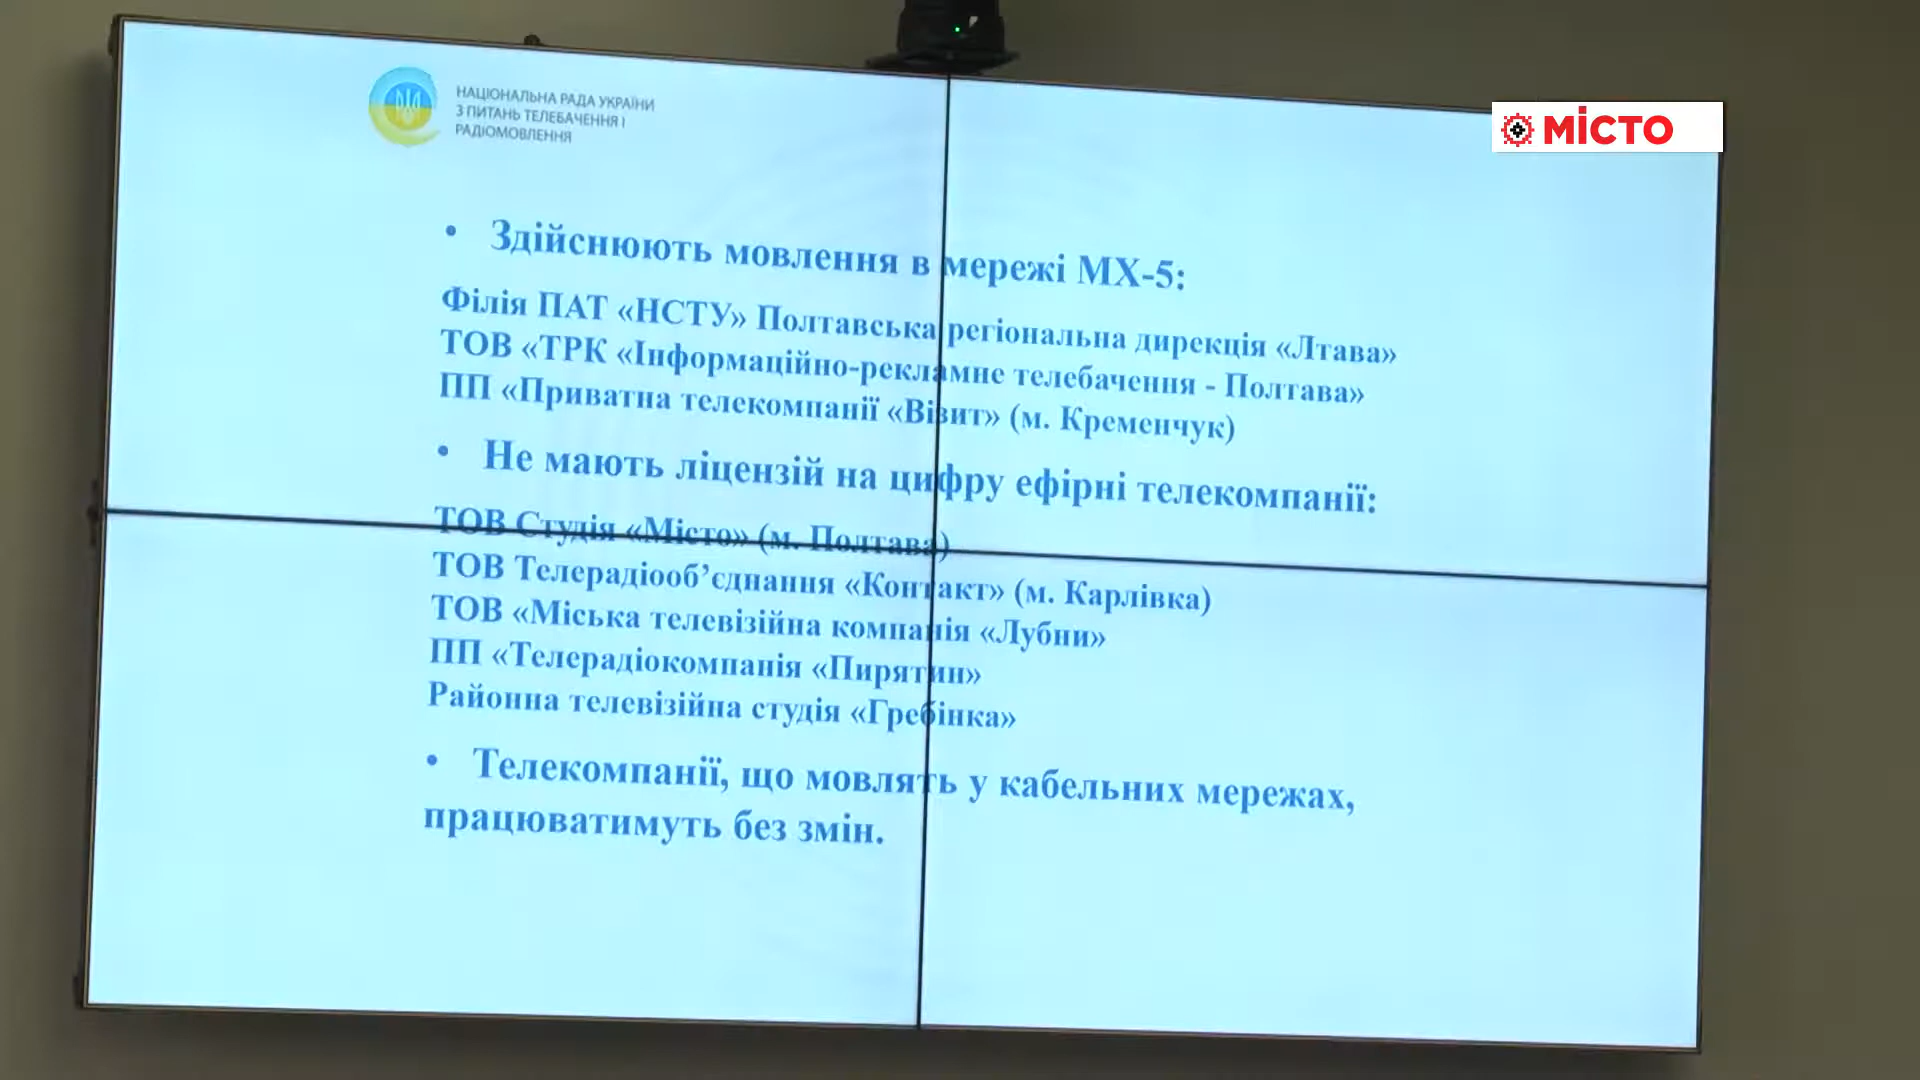 НАЦІОНАЛЬНА РАДА УКРАЇНИ
З ПИТАНЬ ТЕЛЕБАЧЕННЯ І
РАДІОМОВЛЕННЯ
МІСТО
• Здійснюють мовлення в мережі МХ-5:
Філія ПАТ «НСТУ» Полтавська регіональна дирекція «Лтава»
ТОВ «ТРК «Інформаційно-рекламне телебачення - Полтава»
ПП «Приватна телекомпанії «Візит» (м. Кременчук)
• Не мають ліцензій на цифру ефірні телекомпанії:
ТОВ Студія «Місто» (м. Полтава)
ТОВ Телерадіооб’єднання «Контакт» (м. Карлівка)
ТОВ «Міська телевізійна компанія «Лубни»
ПП «Телерадіокомпанія «Пирятин»
Районна телевізійна студія «Гребінка»
• Телекомпанії, що мовлять у кабельних мережах,
працюватимуть без змін.